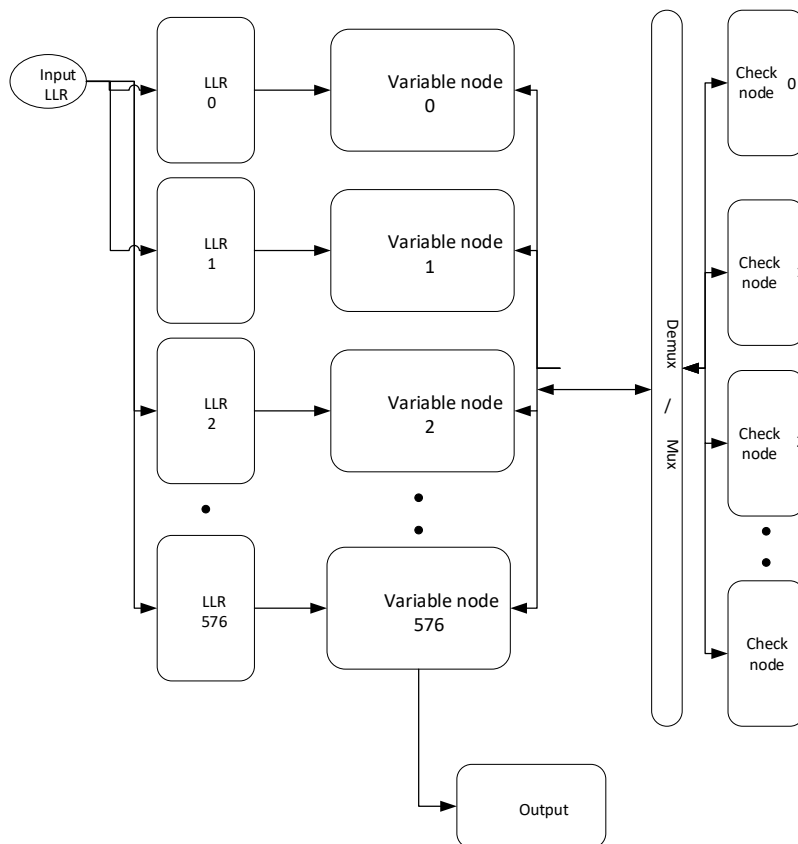 Input
LLR
LLR
0
Variable node
0
Check
node 0
LLR
1
Variable node
1
Check
node
LLR
2
Variable node
2
Check
node
Demux / Mux
LLR
576
Variable node
576
Check
node
Output